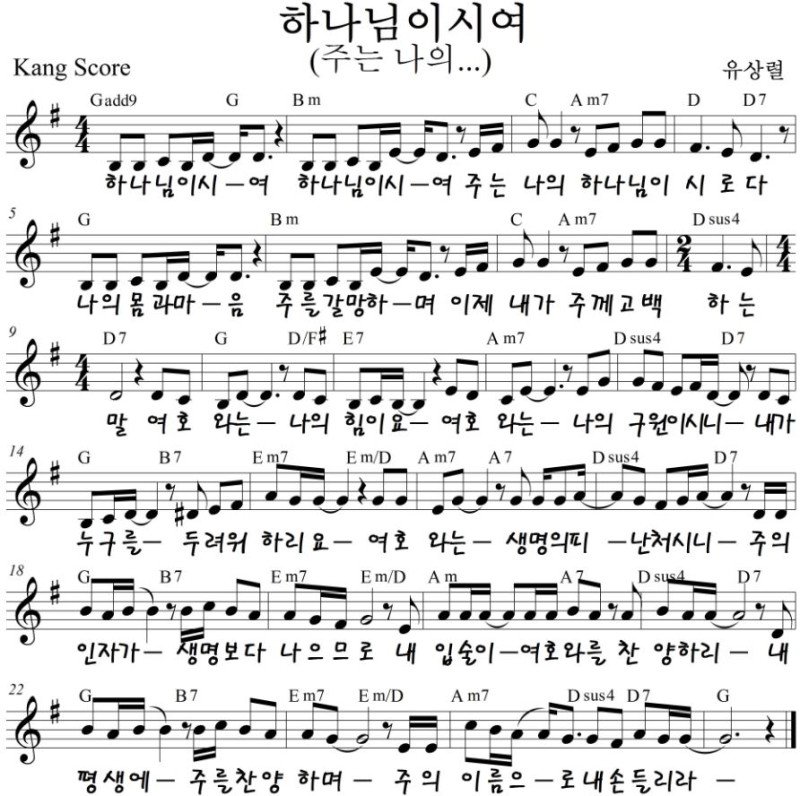 하나님이시여
(주는 나의...)
Kang Score
유상렬
Gadd9 G Bm C Am7 D D7
4/4
하나님이시－여 하나님이시－여 주는 나의 하나님이 시 로다
5
G Bm C Am7 Dsus4
2/4 4/4
나의몸과마－음 주를갈망하－며 이제 내가 주께고백 하는
9
D7 G D/F♯ E7 Am7 Dsus4 D7
4/4
말 여호 와는－ 나의 힘이요－ 여호 와는－ 나의 구원이시니－ 내가
14
G B7 Em7 Em/D Am7 A7 Dsus4 D7
누구를－ 두려워 하리요－ 여호 와는－ 생명의피 －난처시니－ 주의
18
G B7 Em7 Em/D Am A7 Dsus4 D7
인자가－ 생명보다 나으므로 내 입술이－여호와를 찬 양하리－ 내
22
G B7 Em7 Em/D Am7 Dsus4 D7 G
평생에－ 주를찬양 하며－ 주의 이름으－로내손들리라 －